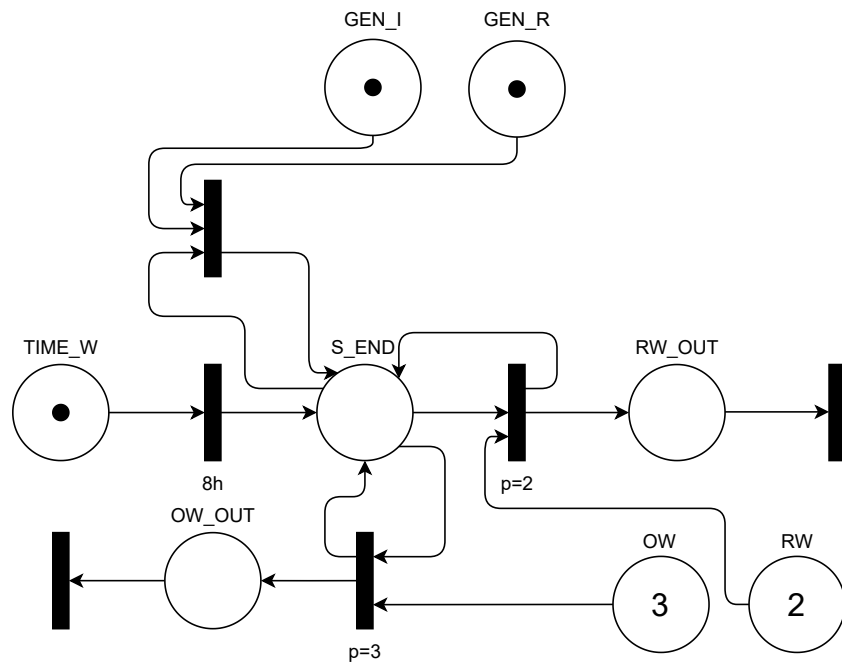 GEN_I
GEN_R
TIME_W
S_END
RW_OUT
8h
p=2
OW_OUT
OW
RW
3
2
p=3